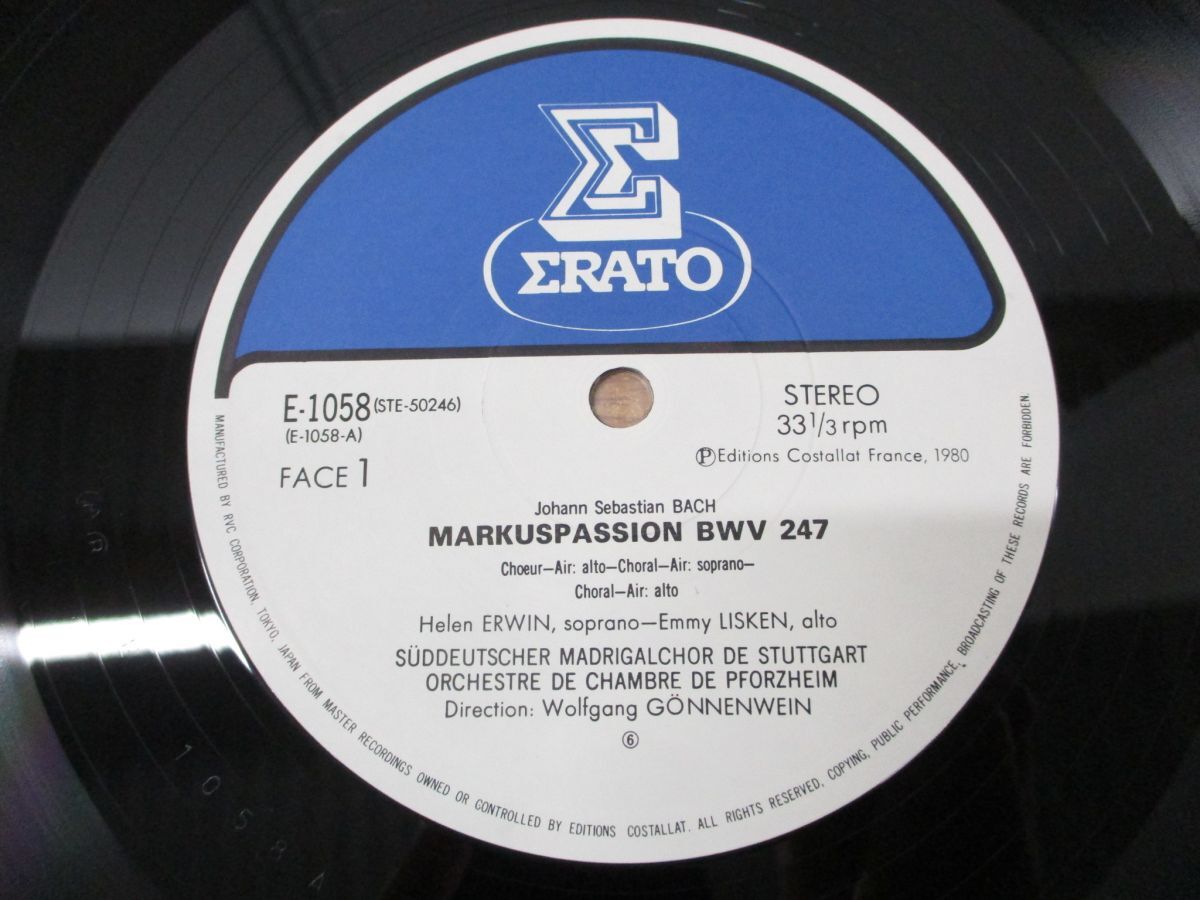 Σ
ΣRATO
E-1058 (STE-50246)
(E-1058-A)
FACE 1
STEREO
33 1/3 rpm
ⓅEditions Costallat France, 1980
Johann Sebastian BACH
MARKUSPASSION BWV 247
Choeur—Air: alto—Choral—Air: soprano—
Choral—Air: alto
Helen ERWIN, soprano—Emmy LISKEN, alto
SÜDDEUTSCHER MADRIGALCHOR DE STUTTGART
ORCHESTRE DE CHAMBRE DE PFORZHEIM
Direction: Wolfgang GÖNNENWEIN
⑥
MANUFACTURED BY RVC CORPORATION, TOKYO, JAPAN FROM MASTER RECORDINGS OWNED OR CONTROLLED BY EDITIONS COSTALLAT. ALL RIGHTS RESERVED, COPYING, PUBLIC PERFORMANCE, BROADCASTING OF THESE RECORDS ARE FORBIDDEN.
1058A